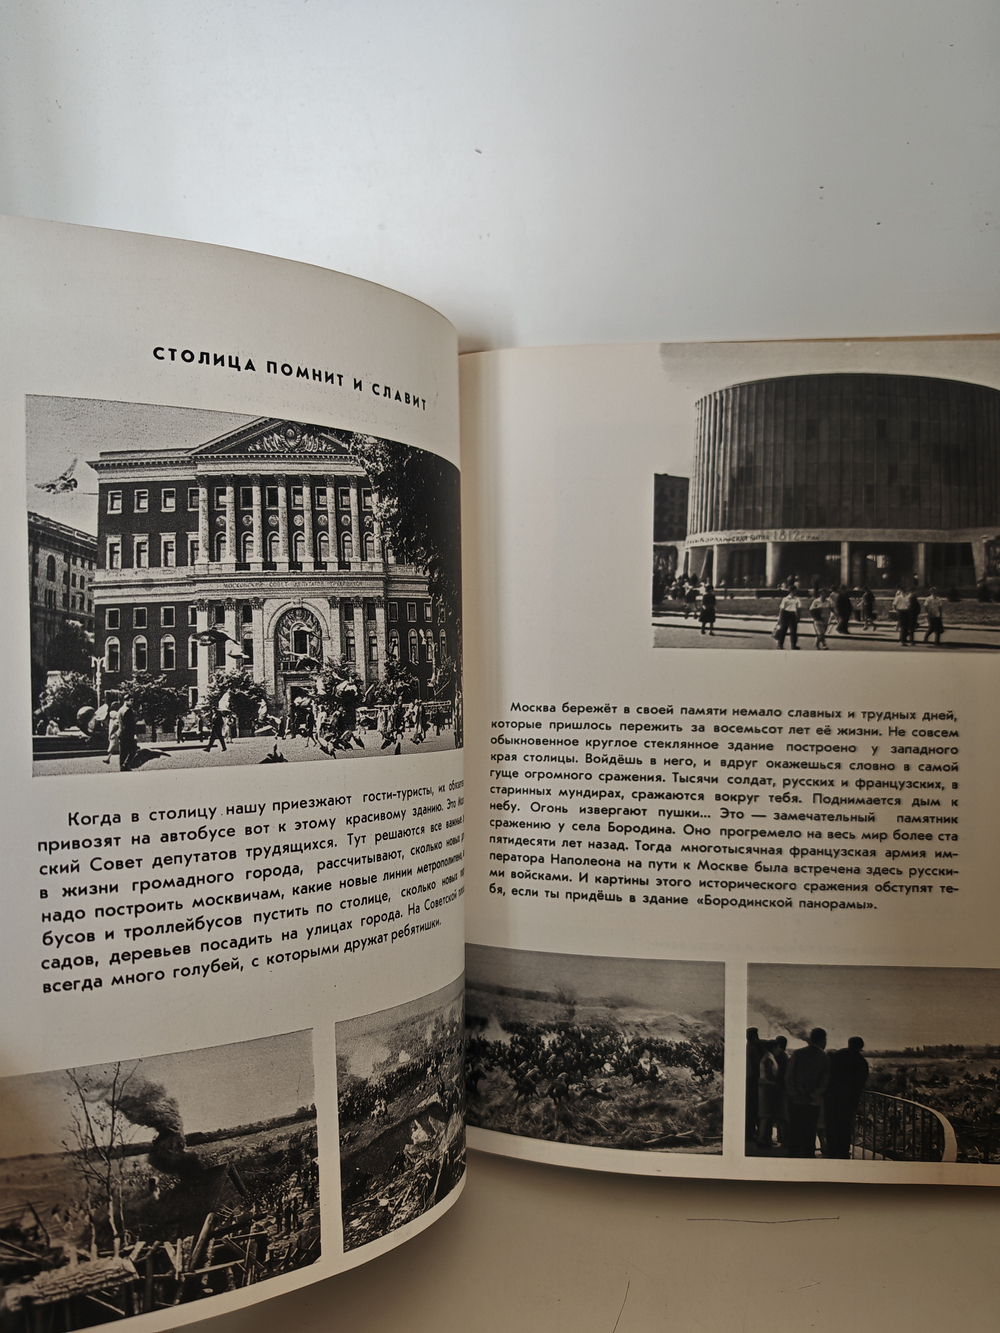 СТОЛИЦА ПОМНИТ И СЛАВИТ
МОСКОВСКИЙ СОВЕТ ДЕПУТАТОВ ТРУДЯЩИХСЯ
Когда в столицу нашу приезжают гости-туристы, их
привозят на автобусе вот к этому красивому зданию. Это
ский Совет депутатов трудящихся. Тут решаются все важные
в жизни громадного города, рассчитывают, сколько новых
надо построить москвичам, какие новые линии метрополитена,
бусов и троллейбусов пустить по столице, сколько новых
садов, деревьев посадить на улицах города. На Советской
всегда много голубей, с которыми дружат ребятишки.
БОРОДИНСКАЯ БИТВА 1812
Москва бережёт в своей памяти немало славных и трудных дней,
которые пришлось пережить за восемьсот лет её жизни. Не совсем
обыкновенное круглое стеклянное здание построено у западного
края столицы. Войдёшь в него, и вдруг окажешься словно в самой
гуще огромного сражения. Тысячи солдат, русских и французских, в
старинных мундирах, сражаются вокруг тебя. Поднимается дым к
небу. Огонь извергают пушки... Это — замечательный памятник
сражению у села Бородина. Оно прогремело на весь мир более ста
пятидесяти лет назад. Тогда многотысячная французская армия им-
ператора Наполеона на пути к Москве была встречена здесь русски-
ми войсками. И картины этого исторического сражения обступят те-
бя, если ты придёшь в здание «Бородинской панорамы».